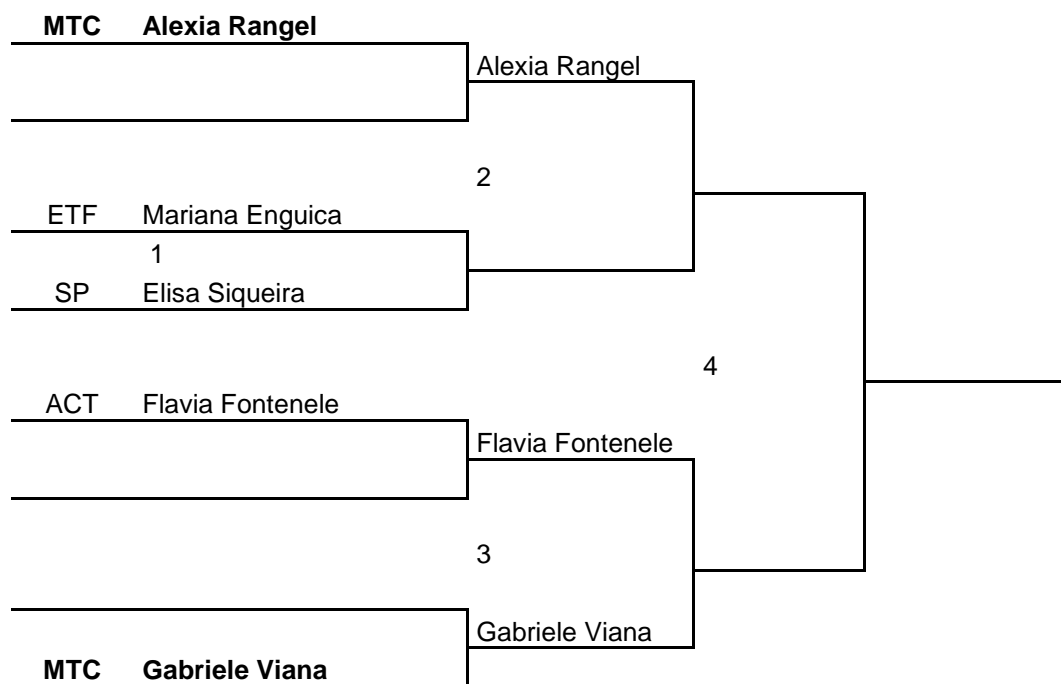 MTC Alexia Rangel
Alexia Rangel
2
ETF Mariana Enguica
1
SP Elisa Siqueira
4
ACT Flavia Fontenele
Flavia Fontenele
3
Gabriele Viana
MTC Gabriele Viana